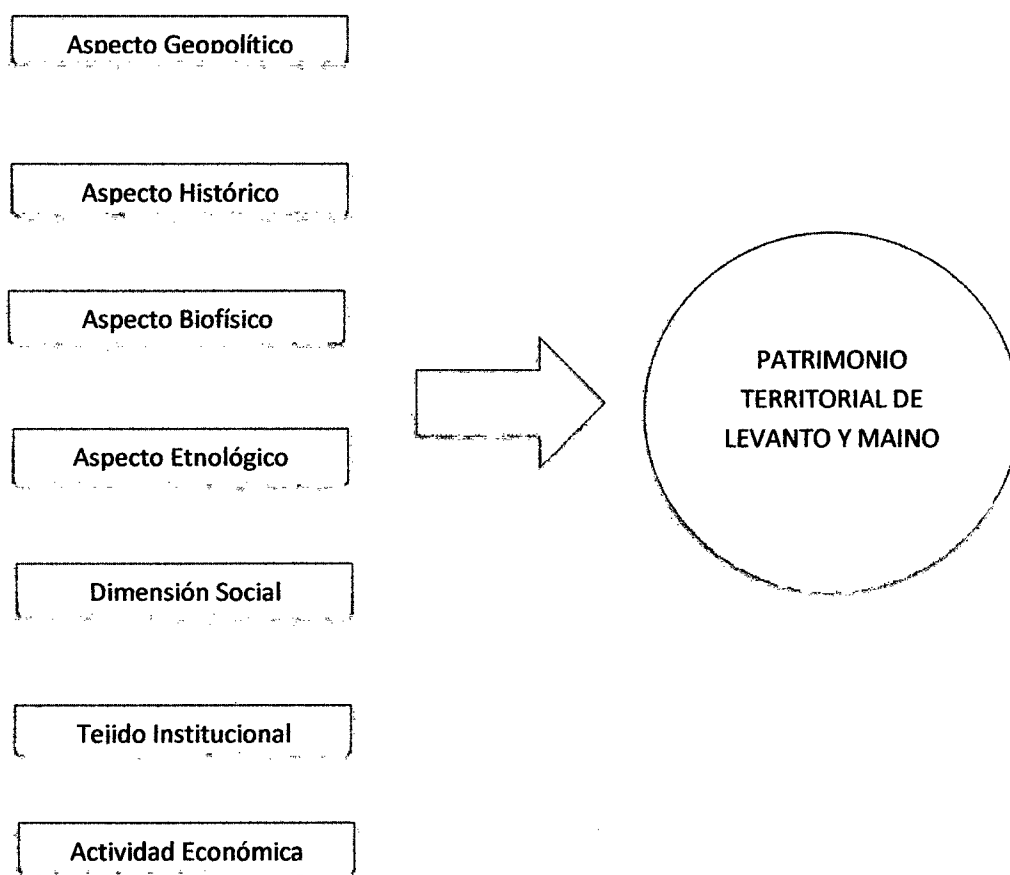 Aspecto Geopolítico
Aspecto Histórico
Aspecto Biofísico
Aspecto Etnológico
Dimensión Social
Tejido Institucional
Actividad Económica
PATRIMONIO
TERRITORIAL DE
LEVANTO Y MAINO